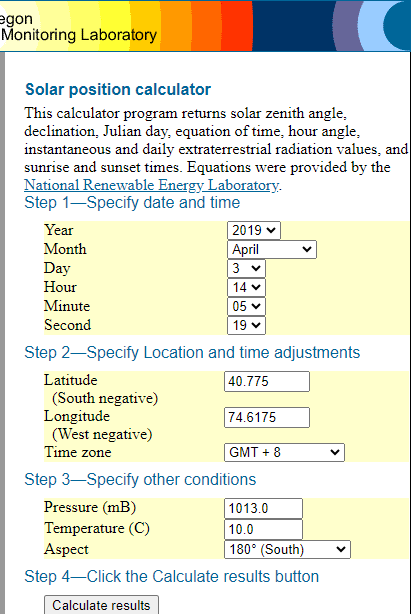 egon
Monitoring Laboratory
Solar position calculator
This calculator program returns solar zenith angle,
declination, Julian day, equation of time, hour angle,
instantaneous and daily extraterrestrial radiation values, and
sunrise and sunset times. Equations were provided by the
National Renewable Energy Laboratory.
Step 1—Specify date and time
Year 2019
Month April
Day 3
Hour 14
Minute 05
Second 19
Step 2—Specify Location and time adjustments
Latitude 40.775
(South negative)
Longitude 74.6175
(West negative)
Time zone GMT + 8
Step 3—Specify other conditions
Pressure (mB) 1013.0
Temperature (C) 10.0
Aspect 180° (South)
Step 4—Click the Calculate results button
Calculate results